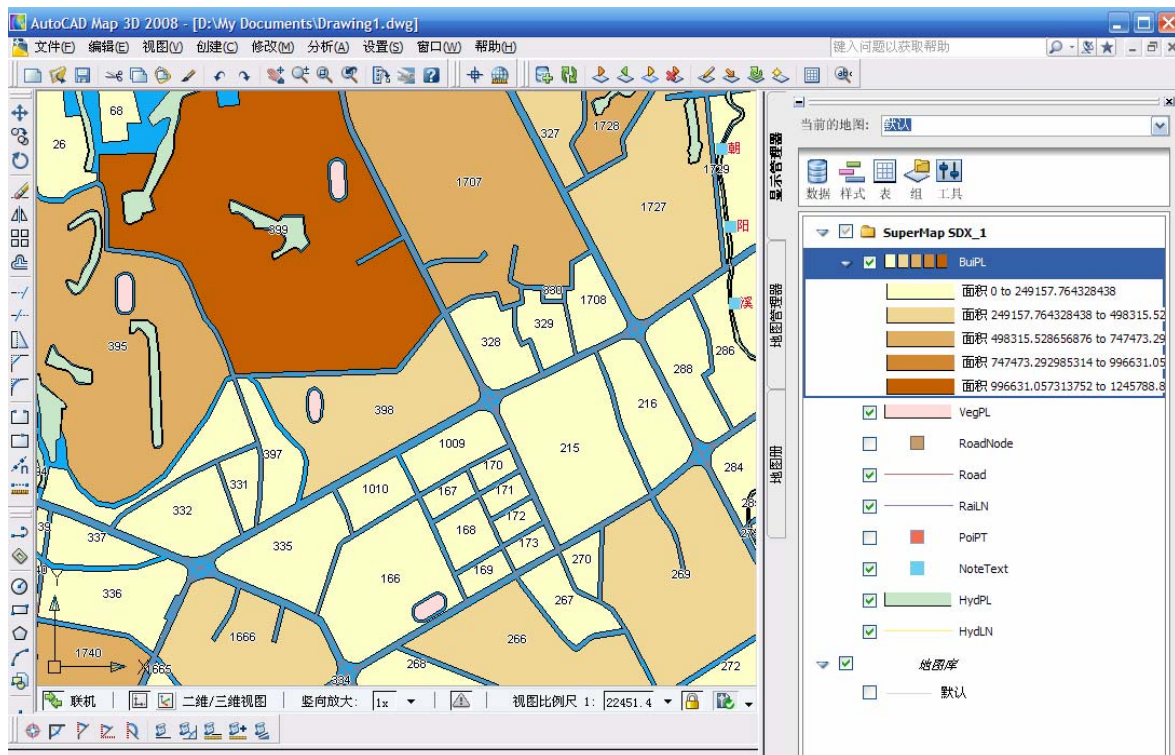 AutoCAD Map 3D 2008 - [D:\My Documents\Drawing1.dwg]
文件(F) 编辑(E) 视图(V) 创建(C) 修改(M) 分析(A) 设置(S) 窗口(W) 帮助(H) 键入问题以获取帮助
当前的地图: 默认
显示管理器
地图管理器
地图册
数据 样式 表 组 工具
SuperMap SDX_1
BuiPL
面积 0 to 249157.764328438
面积 249157.764328438 to 498315.52
面积 498315.528656876 to 747473.29
面积 747473.292985314 to 996631.05
面积 996631.057313752 to 1245788.8
VegPL
RoadNode
Road
RaiLN
PoiPT
NoteText
HydPL
HydLN
地图库
默认
68
26
327
1728
朝
1729
1707
1727
399
阳
330
1708
溪
329
328
286
395
288
398
216
1009
215
397
170
284
331
1010
167
171
332
172
168
337
335
173
270
169
269
166
336
267
1666
266
1740
268
272
1665
334
Y
X
联机 二维/三维视图 竖向放大: 1x 视图比例尺 1: 22451.4